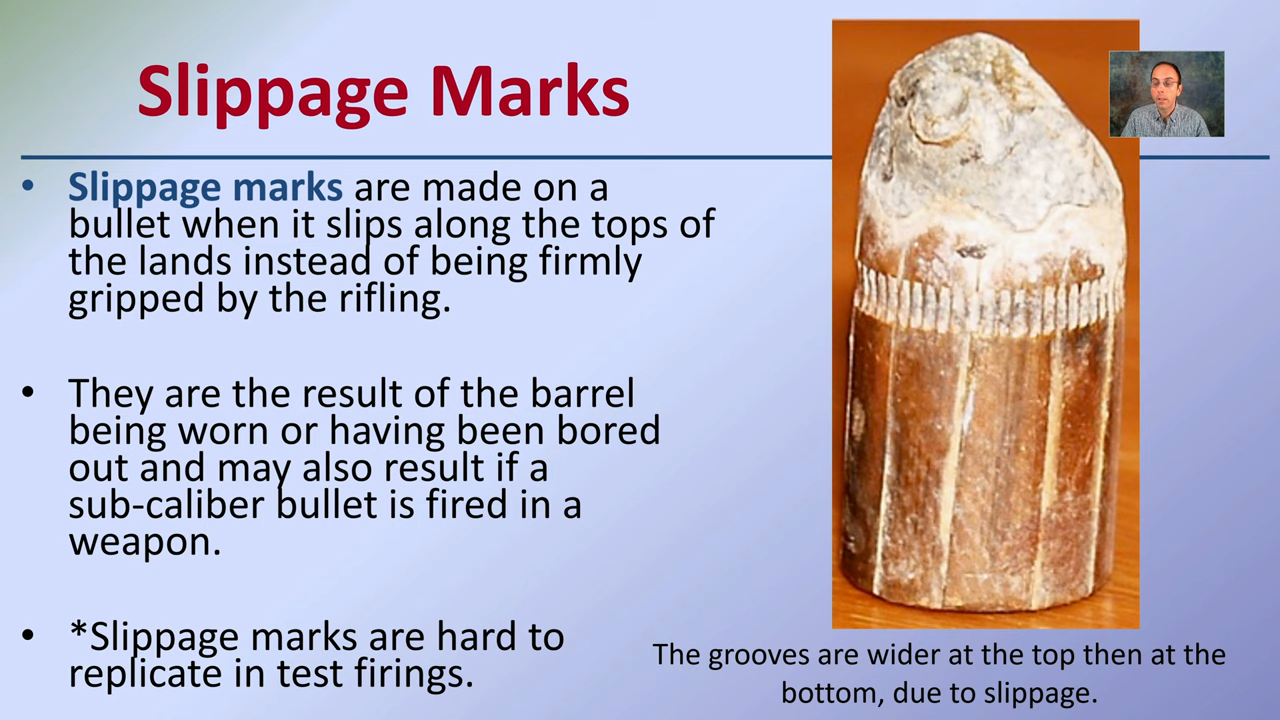 Slippage Marks
• Slippage marks are made on a
bullet when it slips along the tops of
the lands instead of being firmly
gripped by the rifling.
• They are the result of the barrel
being worn or having been bored
out and may also result if a
sub-caliber bullet is fired in a
weapon.
• *Slippage marks are hard to
replicate in test firings.
The grooves are wider at the top then at the
bottom, due to slippage.